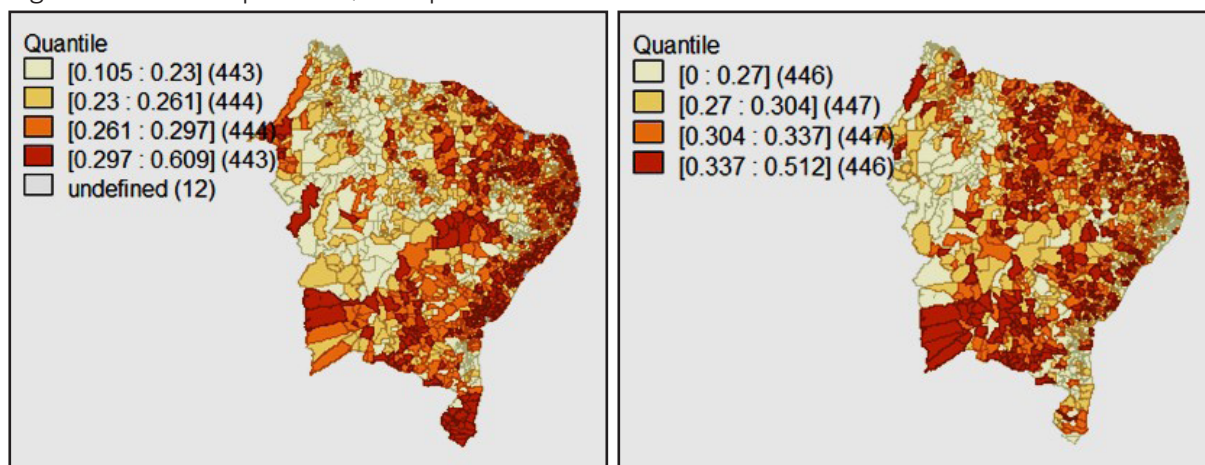 Quantile
[0.105 : 0.23] (443)
[0.23 : 0.261] (444)
[0.261 : 0.297] (444)
[0.297 : 0.609] (443)
undefined (12)
Quantile
[0 : 0.27] (446)
[0.27 : 0.304] (447)
[0.304 : 0.337] (447)
[0.337 : 0.512] (446)